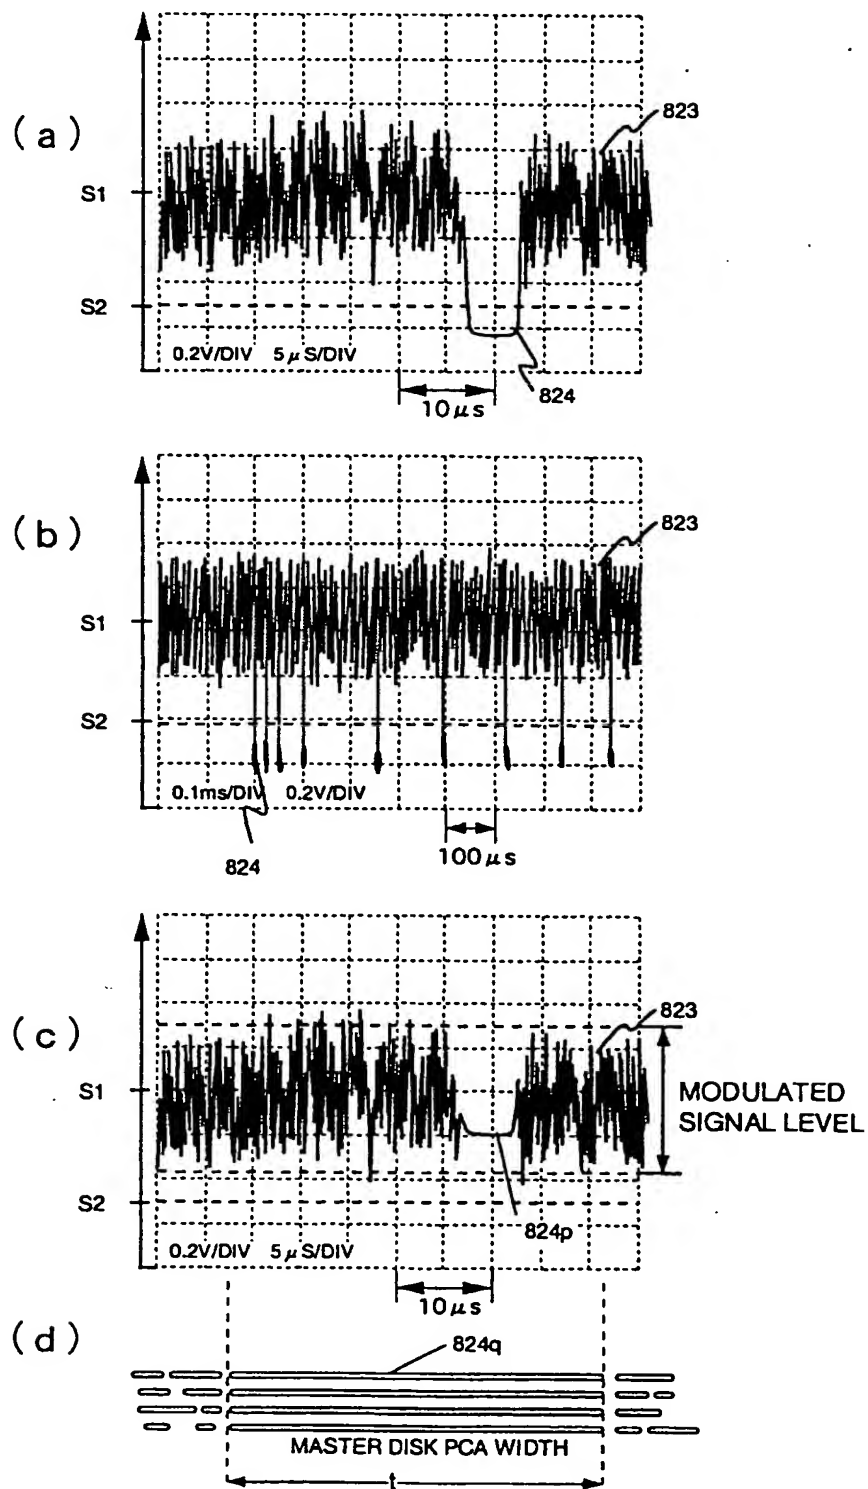 (a)
823
S1
S2
0.2V/DIV 5μS/DIV
824
10μs
(b)
823
S1
S2
0.1ms/DIV 0.2V/DIV
824
100μs
(c)
823
S1
MODULATED
SIGNAL LEVEL
S2
824p
0.2V/DIV 5μS/DIV
10μs
(d)
824q
MASTER DISK PCA WIDTH
t